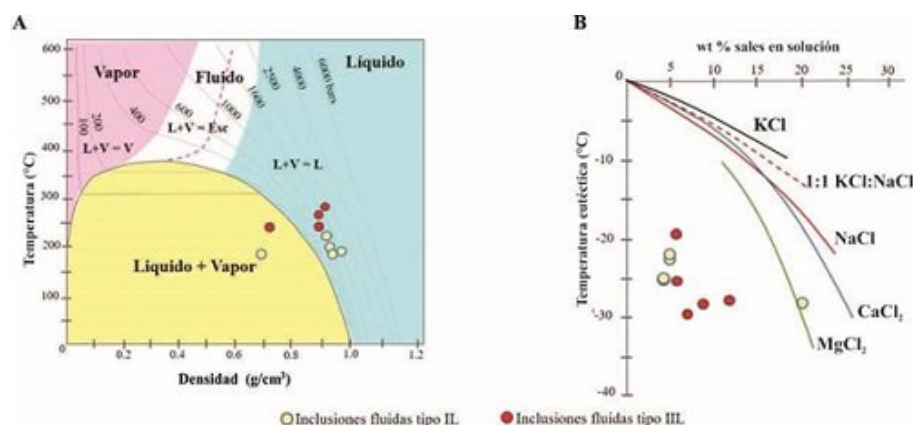 A
B
wt % sales en solución
0 5 10 15 20 25 30
600
500
400
300
200
100
0
Temperatura (°C)
Vapor
Fluido
Líquido
100
200
400
600
1000
1600
2500
4000
6000 bars
L+V = V
L+V = Exc
L+V = L
Líquido + Vapor
0 0.2 0.4 0.6 0.8 1.0 1.2
Densidad (g/cm³)
Temperatura eutéctica (°C)
-10
-20
-30
-40
KCl
1:1 KCl:NaCl
NaCl
CaCl₂
MgCl₂
Inclusiones fluidas tipo IL
Inclusiones fluidas tipo IIL